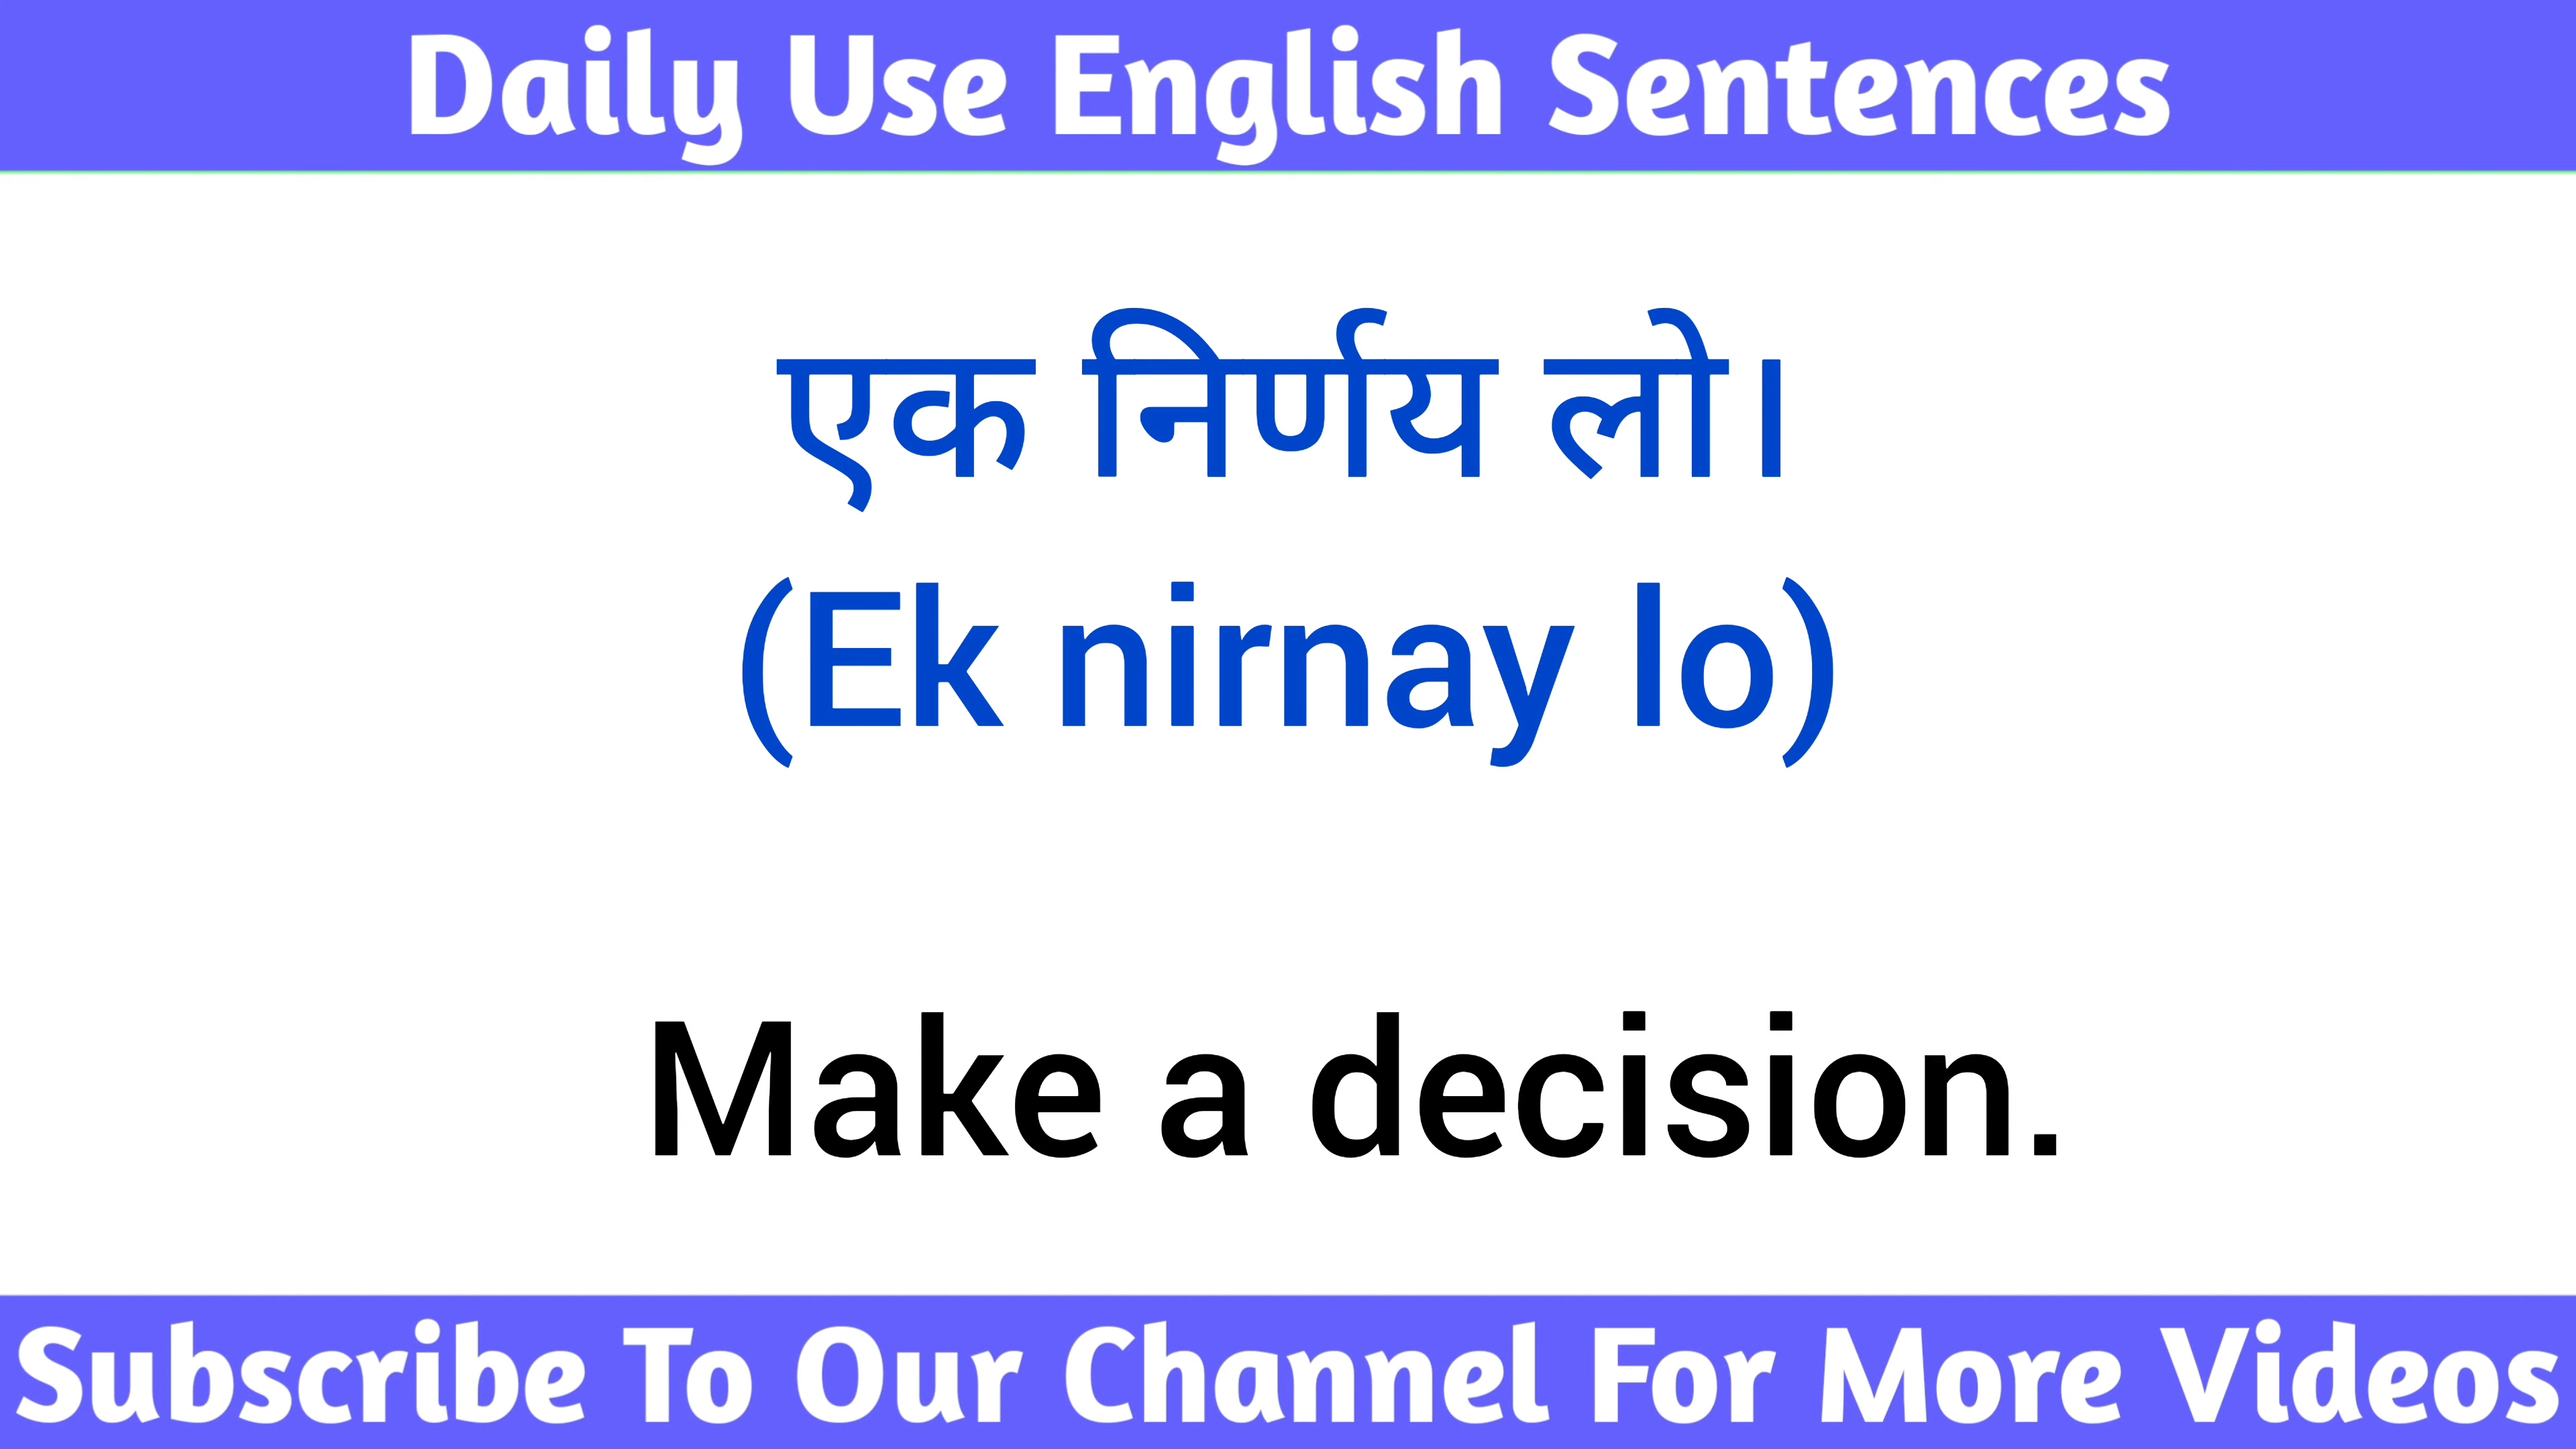 Daily Use English Sentences
एक निर्णय लो।
(Ek nirnay lo)
Make a decision.
Subscribe To Our Channel For More Videos